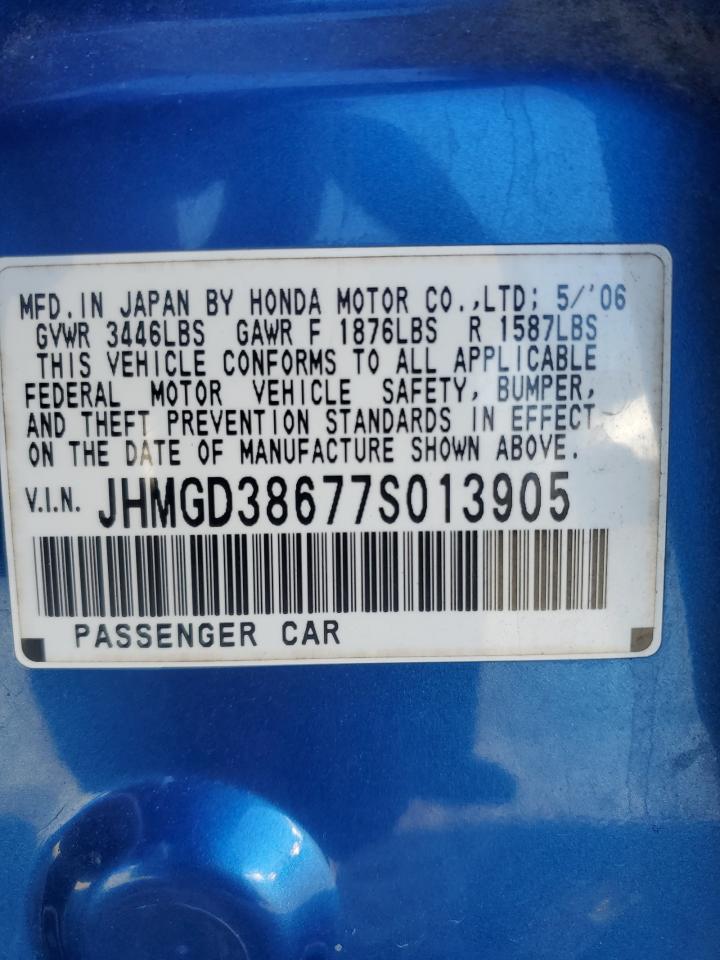 MFD.IN JAPAN BY HONDA MOTOR CO.,LTD; 5/'06
GVWR 3446LBS GAWR F 1876LBS R 1587LBS
THIS VEHICLE CONFORMS TO ALL APPLICABLE
FEDERAL MOTOR VEHICLE SAFETY, BUMPER,
AND THEFT PREVENTION STANDARDS IN EFFECT
ON THE DATE OF MANUFACTURE SHOWN ABOVE.
V.I.N. JHMGD38677S013905
PASSENGER CAR